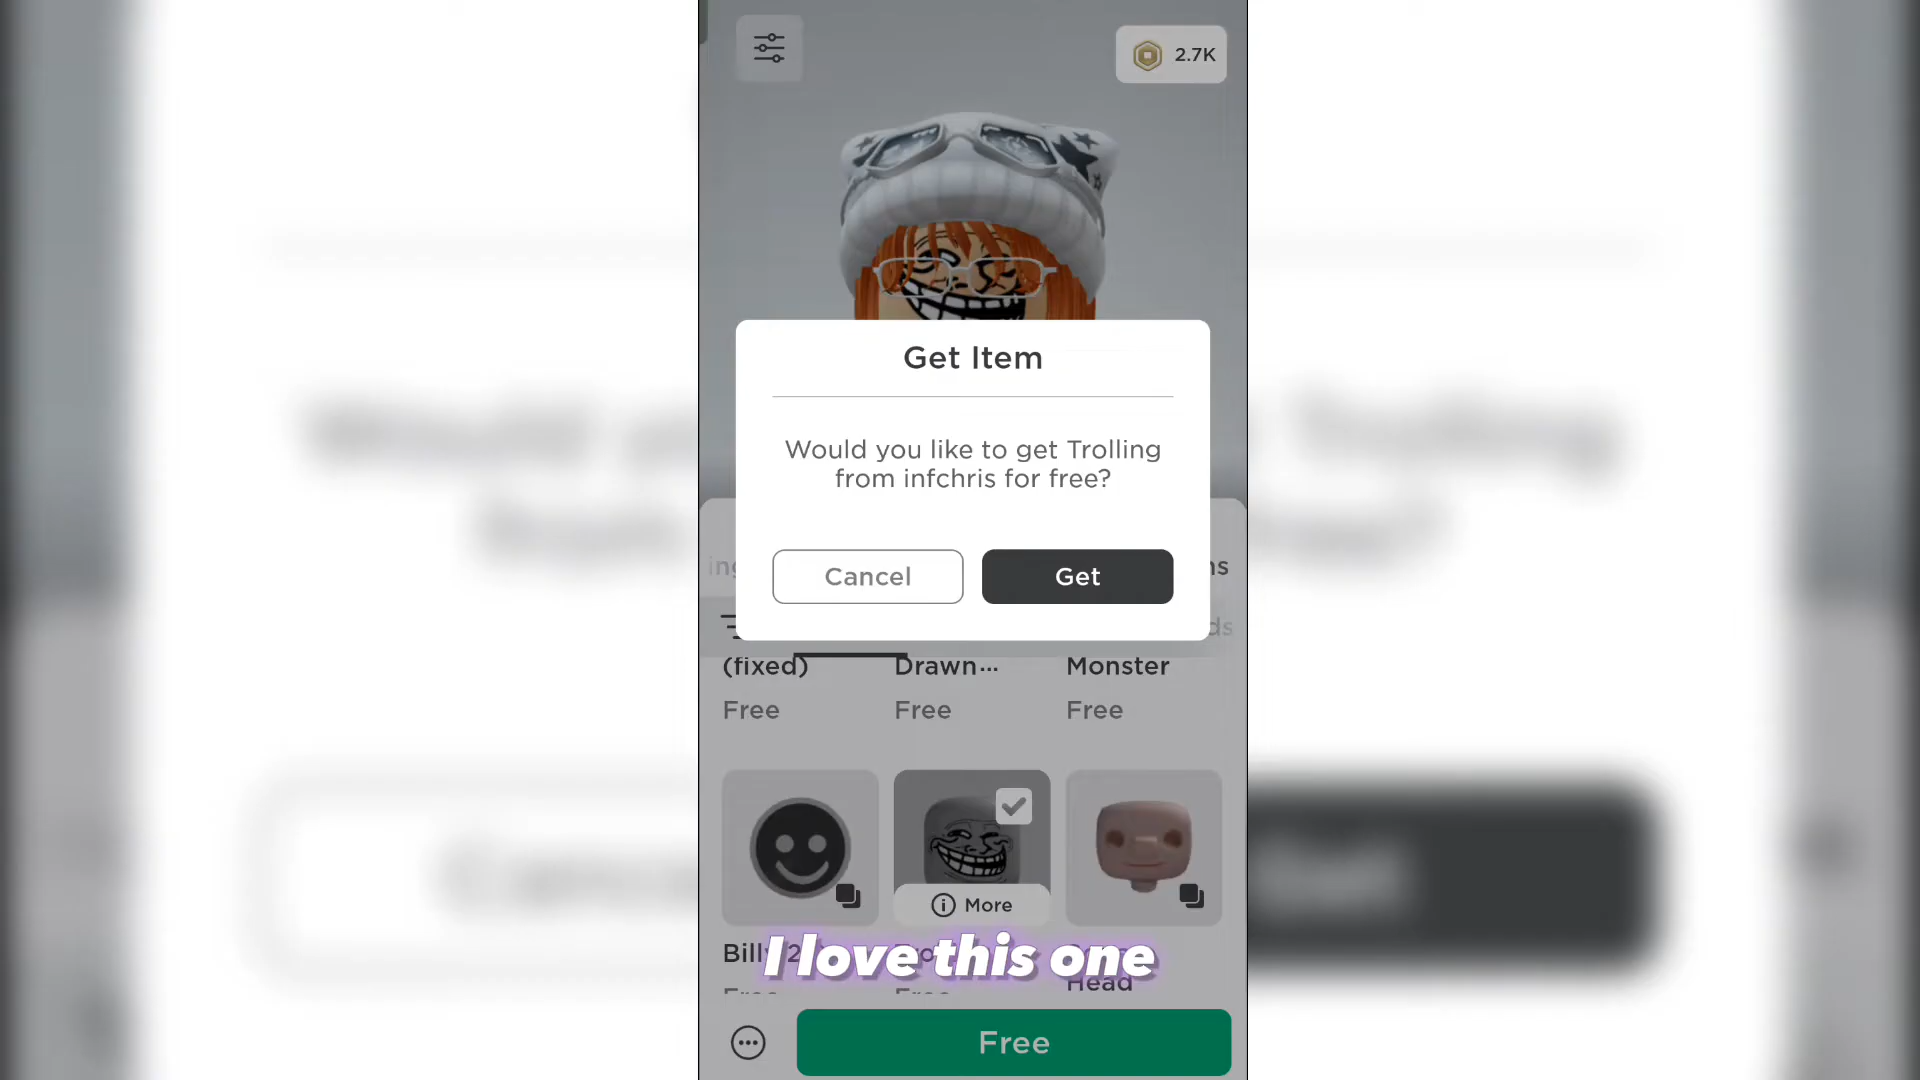 2.7K
Get Item
Would you like to get Trolling
from infchris for free?
Cancel
Get
(fixed)
Drawn...
Monster
Free
Free
Free
More
I love this one
Head
Free